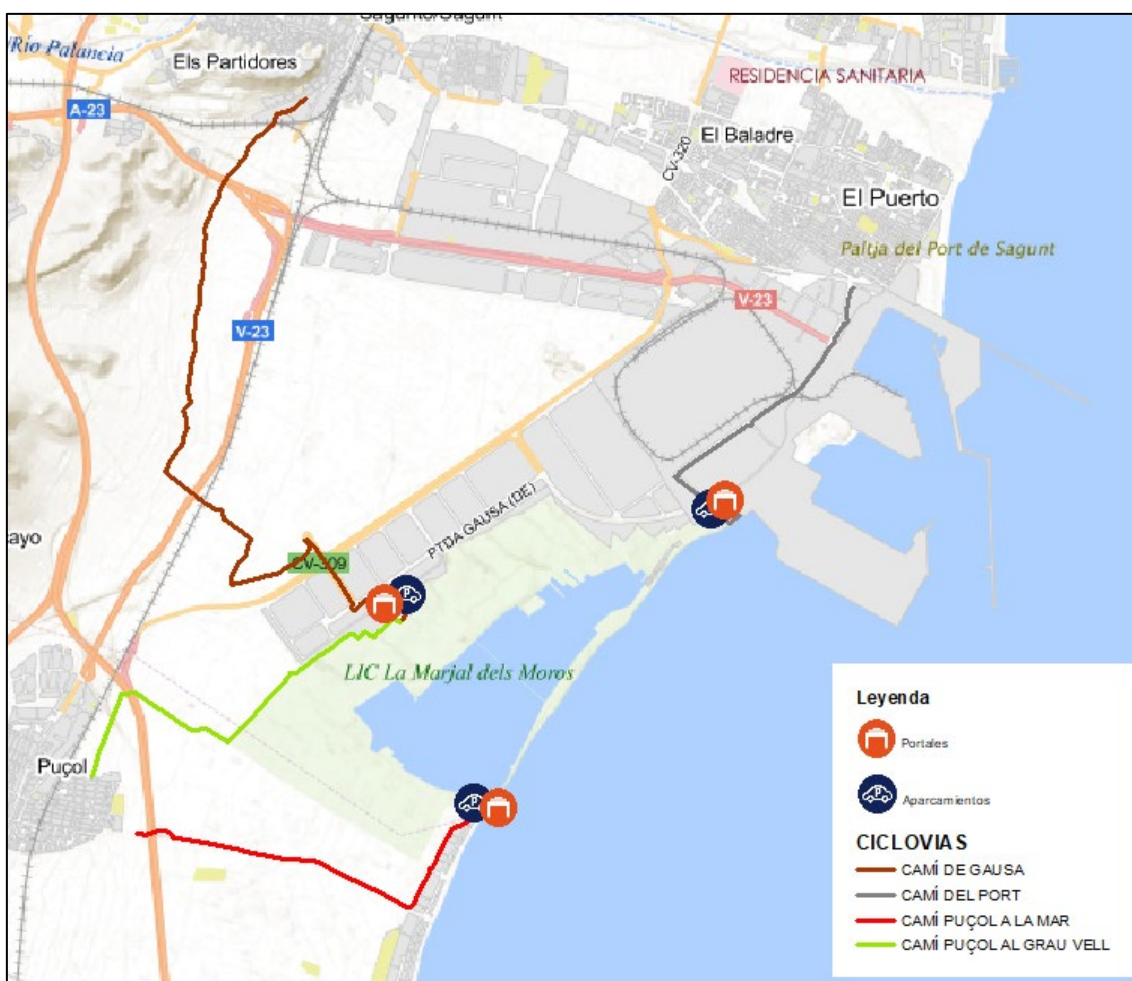 Sagunto/Sagunt
Río Palancia
Els Partidores
RESIDENCIA SANITARIA
A-23
El Baladre
CV-320
El Puerto
Paltja del Port de Sagunt
V-23
V-23
PTDA GAUSA (DE)
ayo
CV-309
LIC La Marjal dels Moros
Puçol
Leyenda
Portales
P
Aparcamientos
CICLOVIAS
CAMÍ DE GAUSA
CAMÍ DEL PORT
CAMÍ PUÇOL A LA MAR
CAMÍ PUÇOL AL GRAU VELL